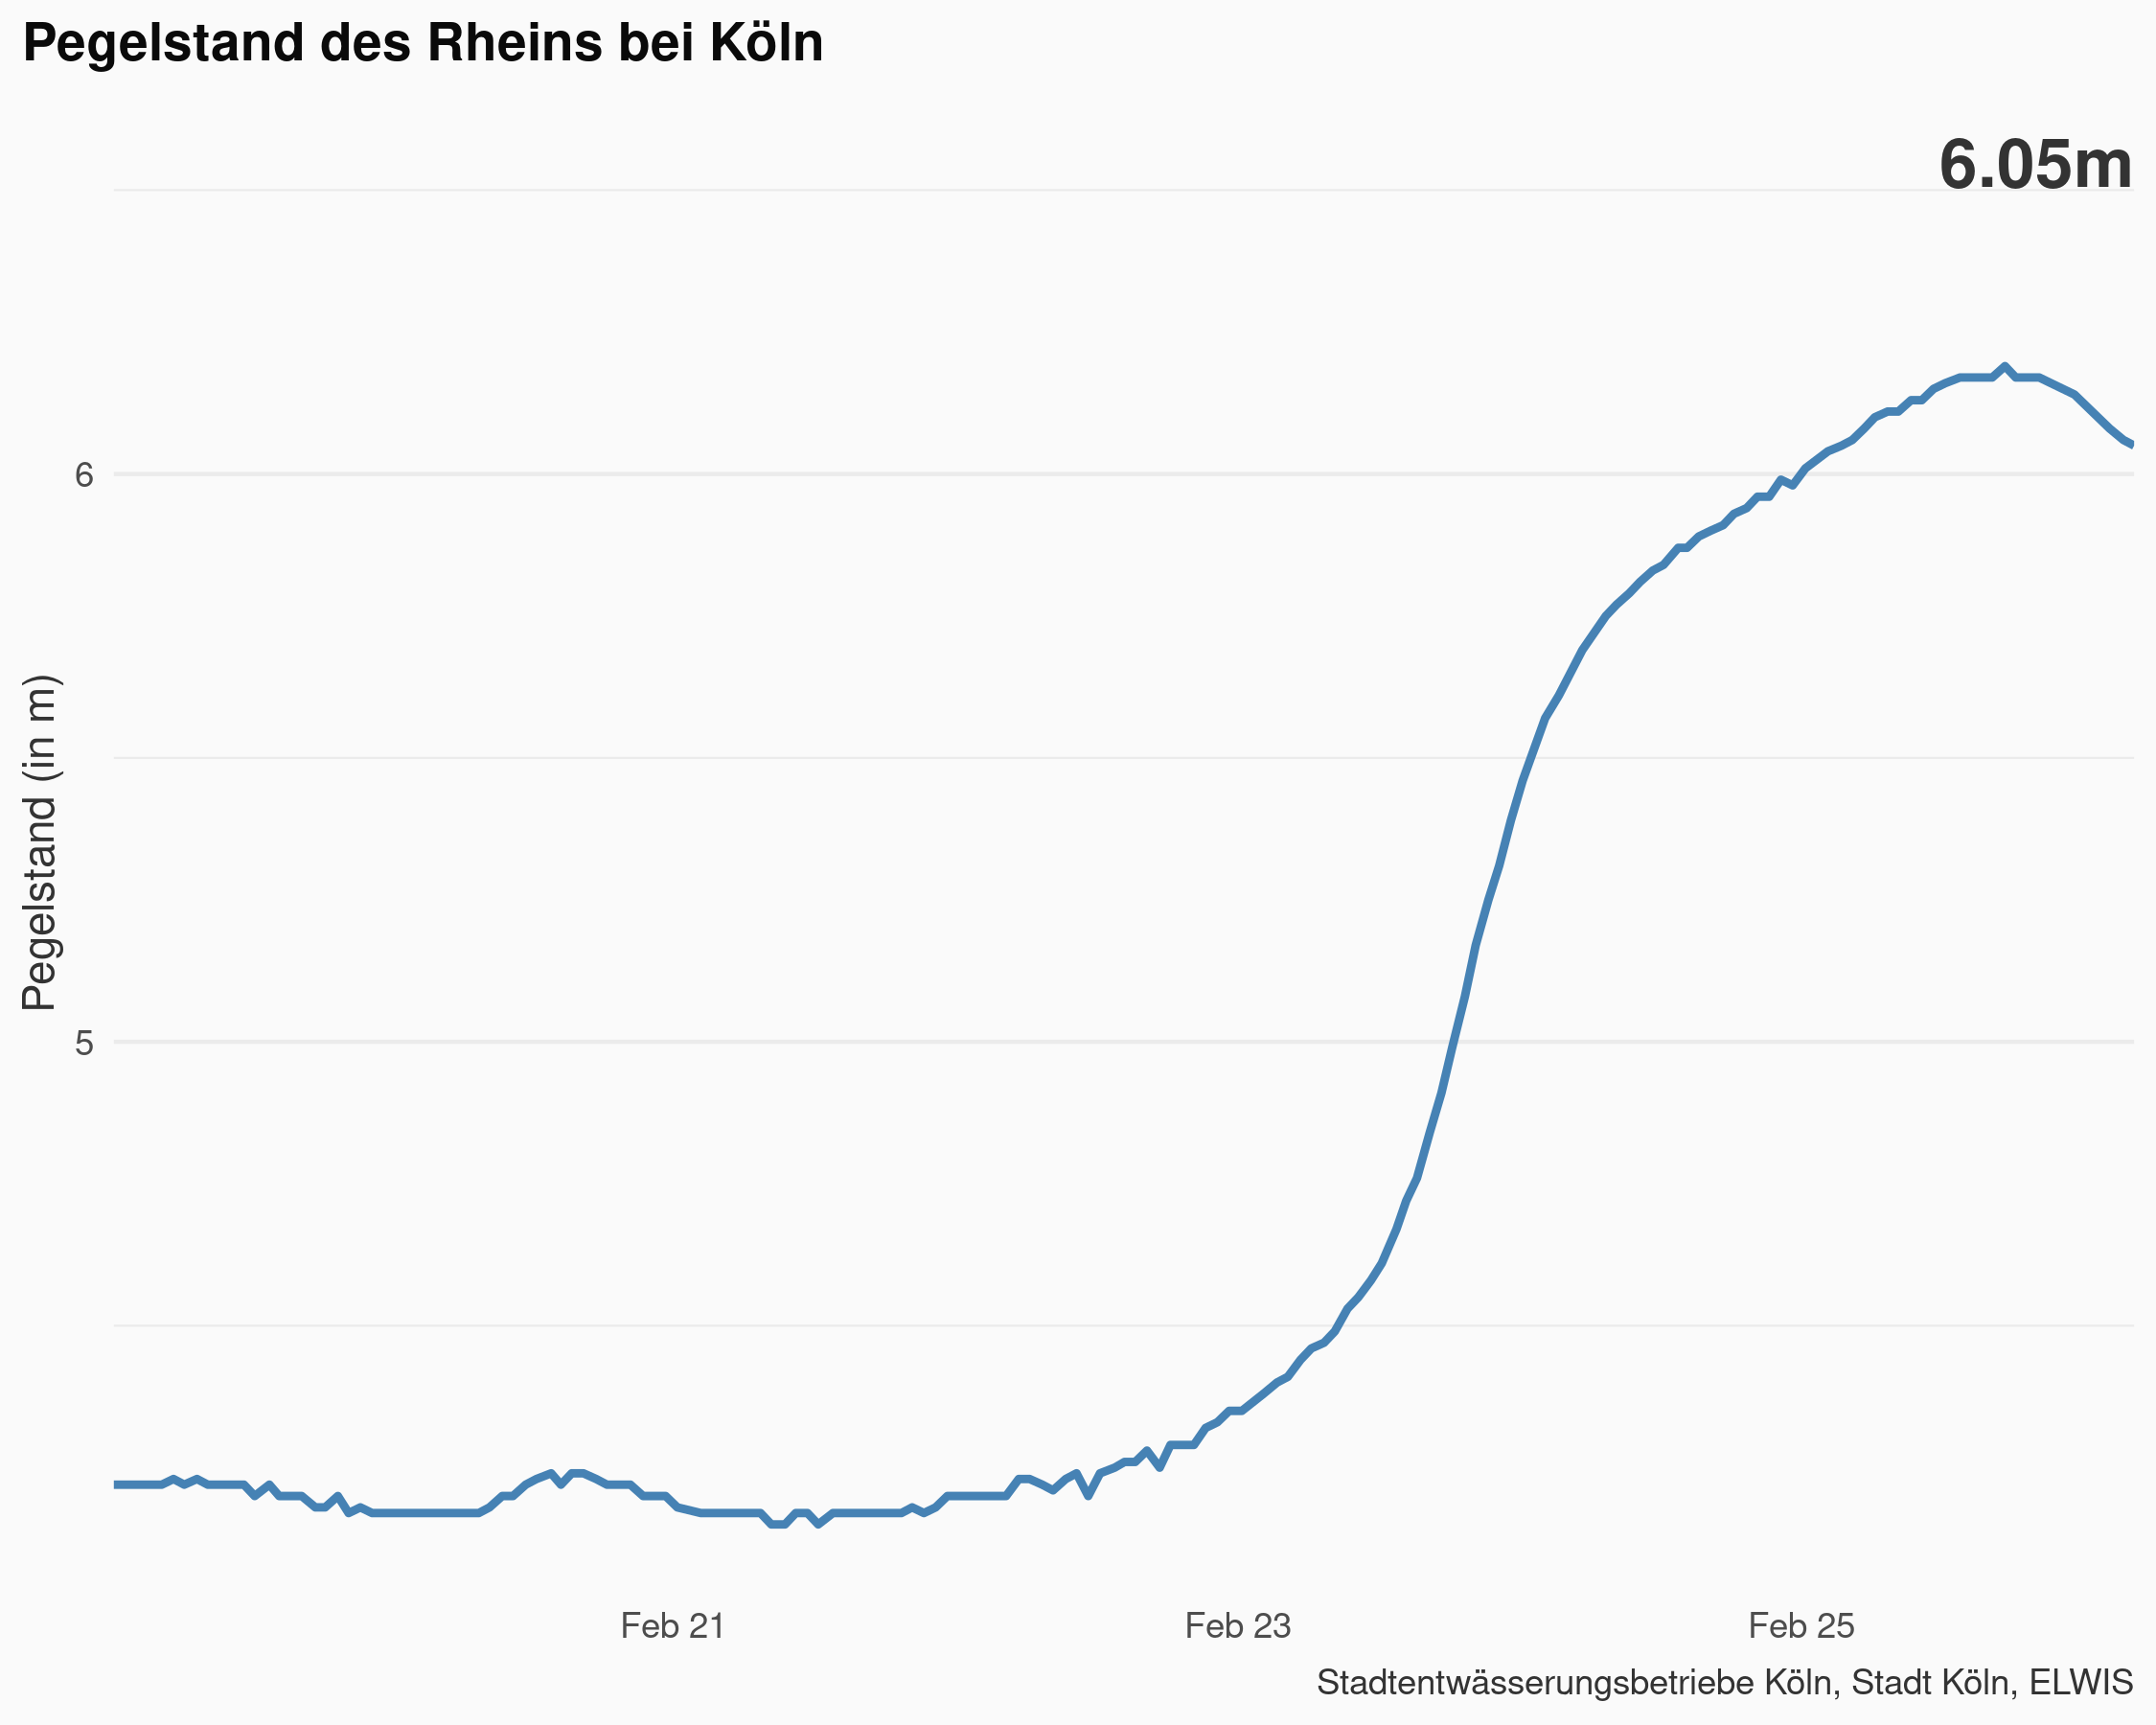 Pegelstand des Rheins bei Köln
6.05m
6
5
Pegelstand (in m)
Feb 21
Feb 23
Feb 25
Stadtentwässerungsbetriebe Köln, Stadt Köln, ELWIS